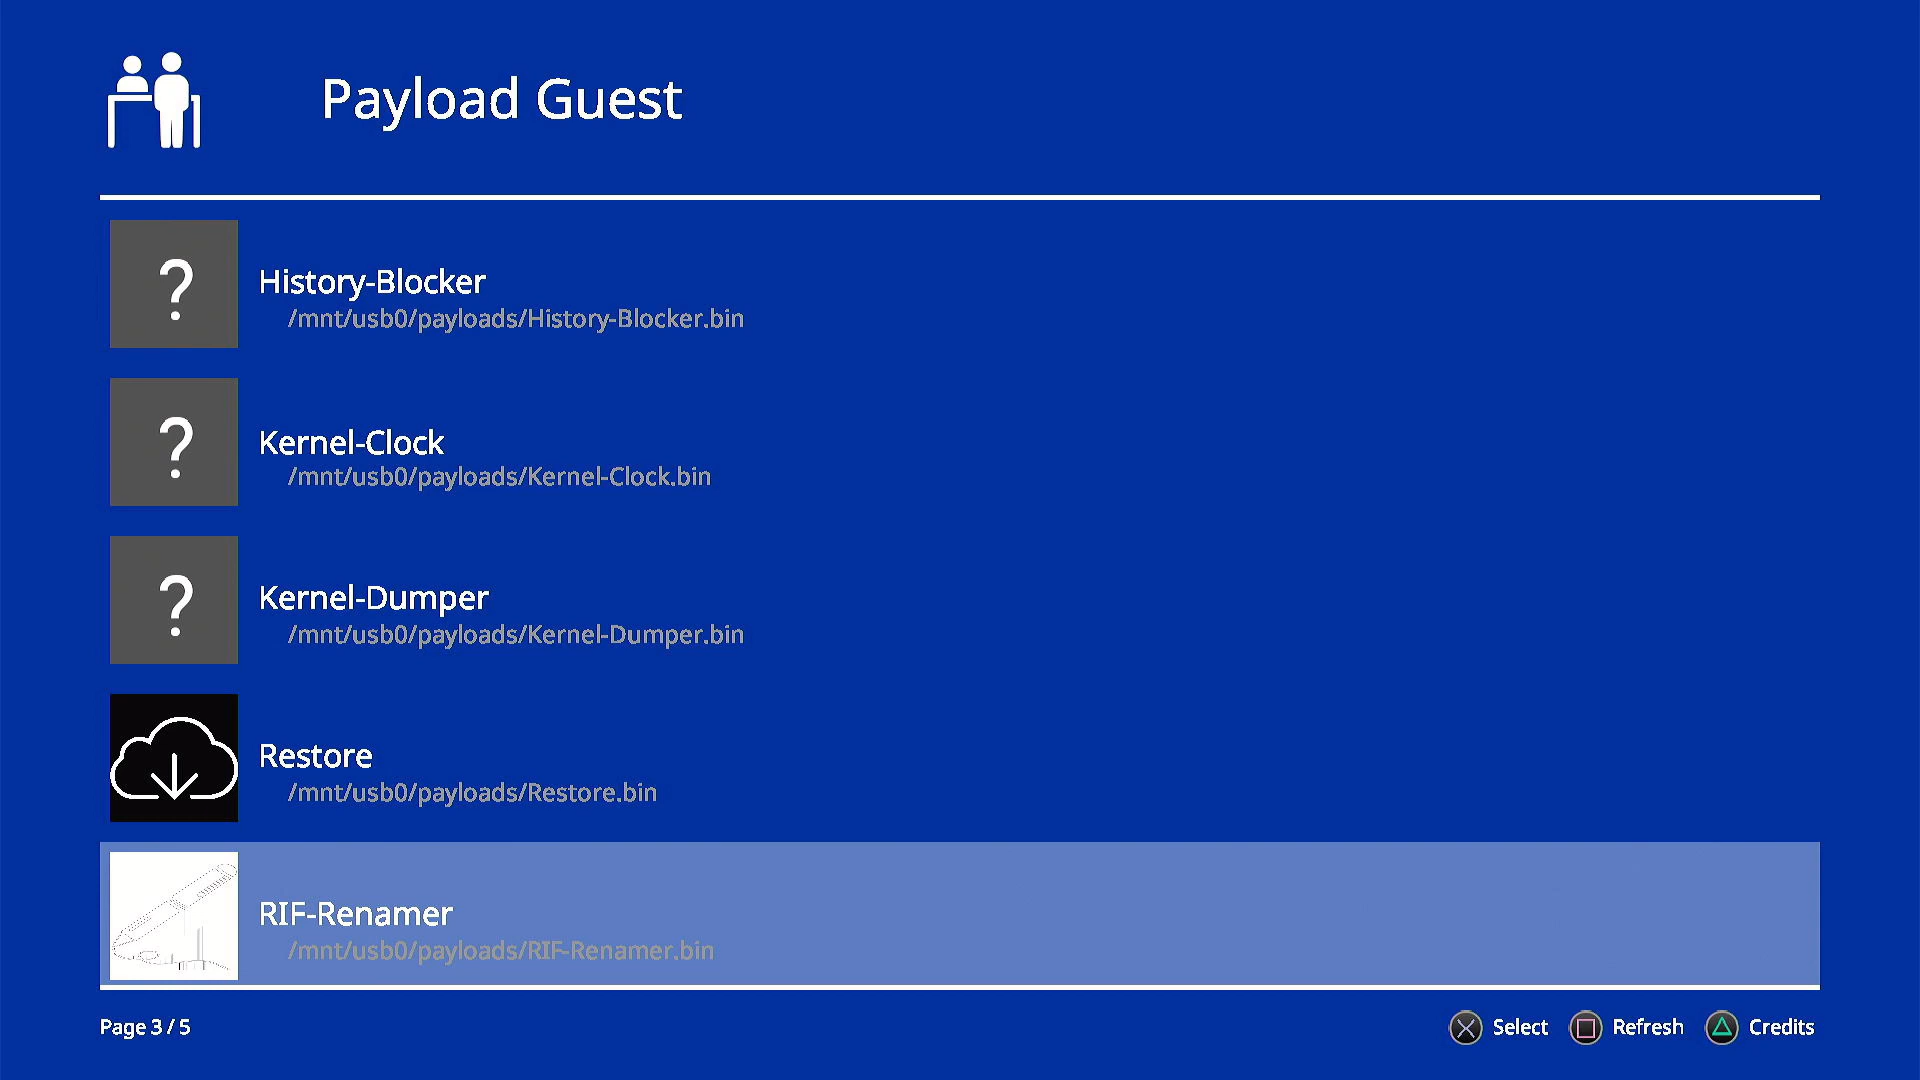 Payload Guest
?
History-Blocker
/mnt/usb0/payloads/History-Blocker.bin
?
Kernel-Clock
/mnt/usb0/payloads/Kernel-Clock.bin
?
Kernel-Dumper
/mnt/usb0/payloads/Kernel-Dumper.bin
Restore
/mnt/usb0/payloads/Restore.bin
RIF-Renamer
/mnt/usb0/payloads/RIF-Renamer.bin
Page 3 / 5
Select Refresh Credits